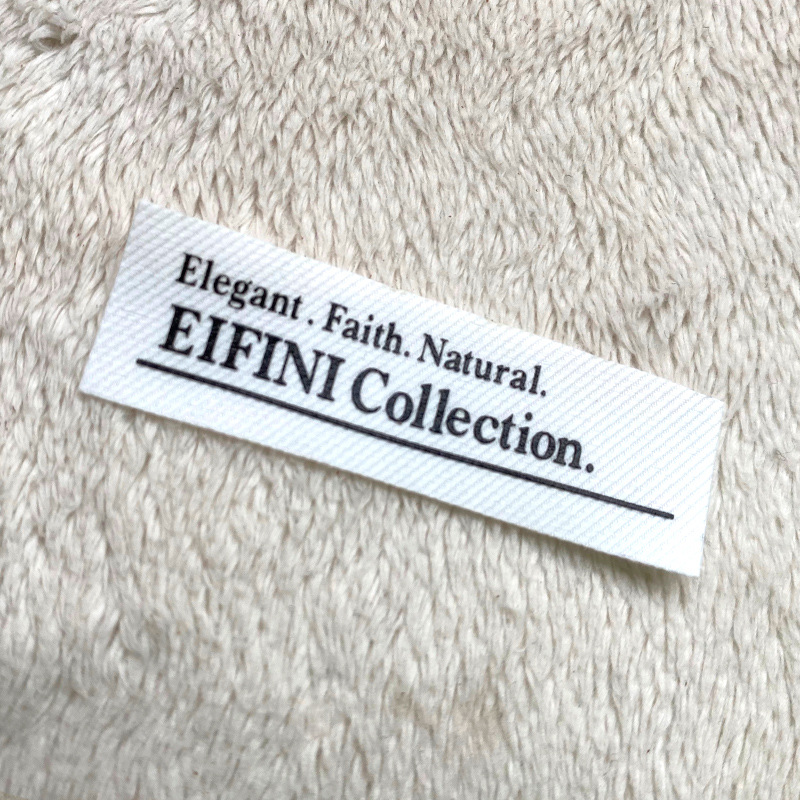 Elegant . Faith. Natural.
EIFINI Collection.